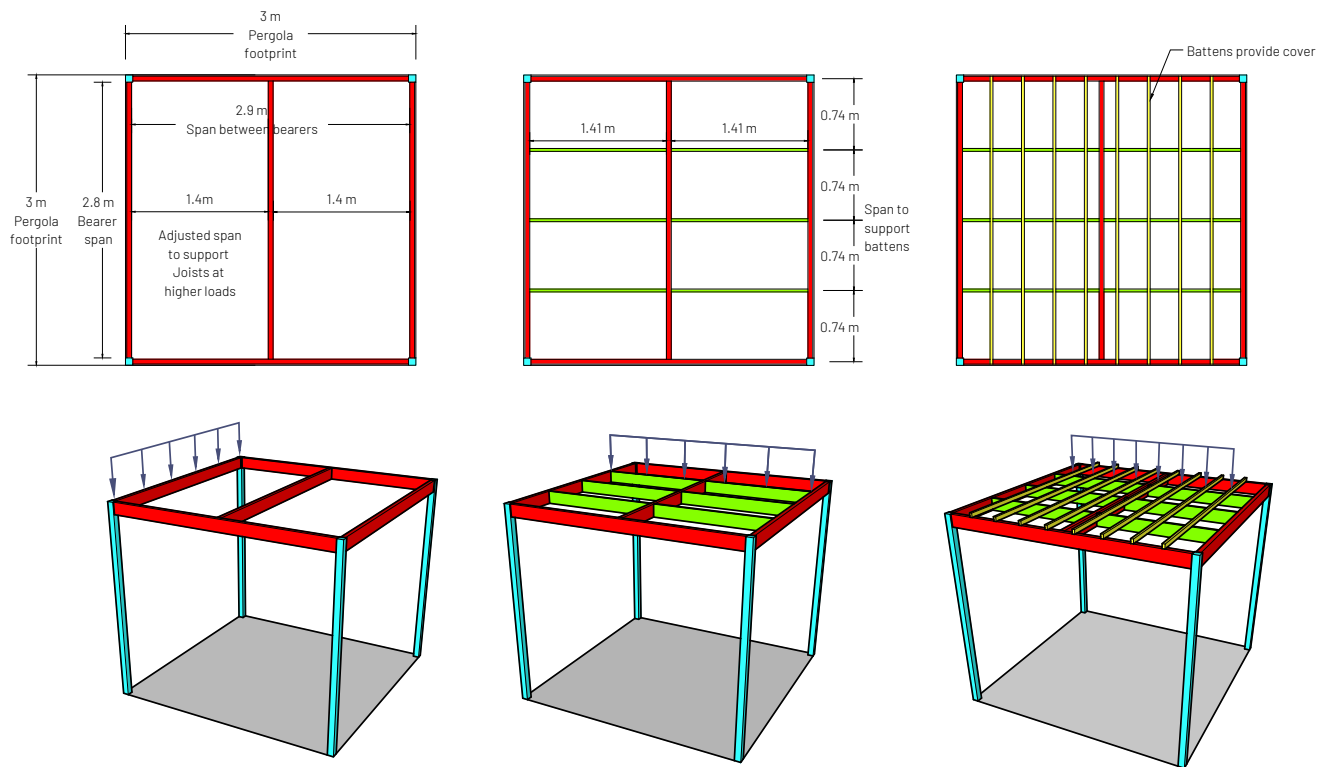 3 m
Pergola
footprint
2.9 m
Span between bearers
3 m
Pergola
footprint
2.8 m
Bearer
span
1.4m
1.4 m
Adjusted span
to support
Joists at
higher loads
1.41 m
1.41 m
0.74 m
0.74 m
0.74 m
0.74 m
Span to
support
battens
Battens provide cover